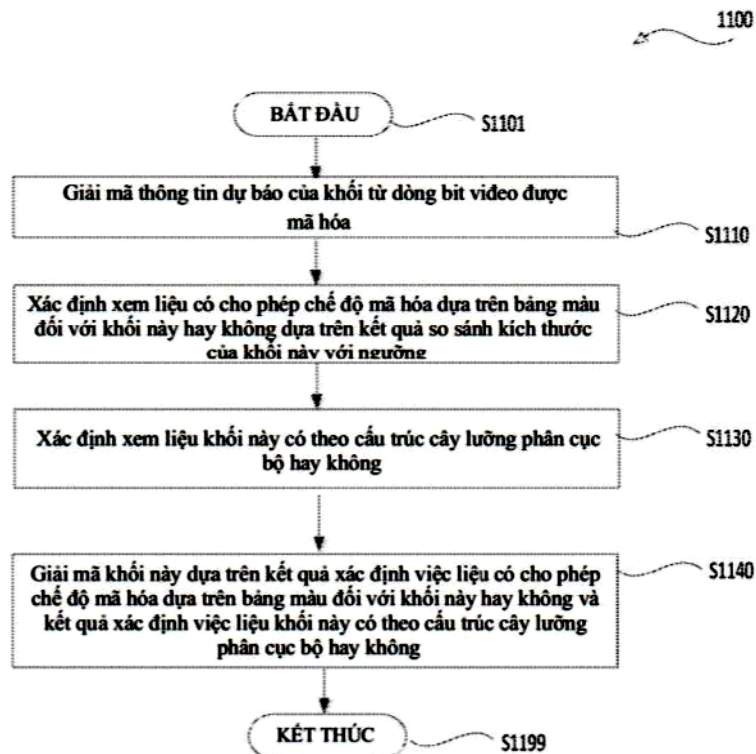 1100
BẮT ĐẦU
S1101
Giải mã thông tin dự báo của khối từ dòng bit viđeo được
mã hóa
S1110
Xác định xem liệu có cho phép chế độ mã hóa dựa trên bảng màu
đối với khối này hay không dựa trên kết quả so sánh kích thước
của khối này với ngưỡng
S1120
Xác định xem liệu khối này có theo cấu trúc cây lưỡng phân cục
bộ hay không
S1130
Giải mã khối này dựa trên kết quả xác định việc liệu có cho phép
chế độ mã hóa dựa trên bảng màu đối với khối này hay không và
kết quả xác định việc liệu khối này có theo cấu trúc cây lưỡng
phân cục bộ hay không
S1140
KẾT THÚC
S1199